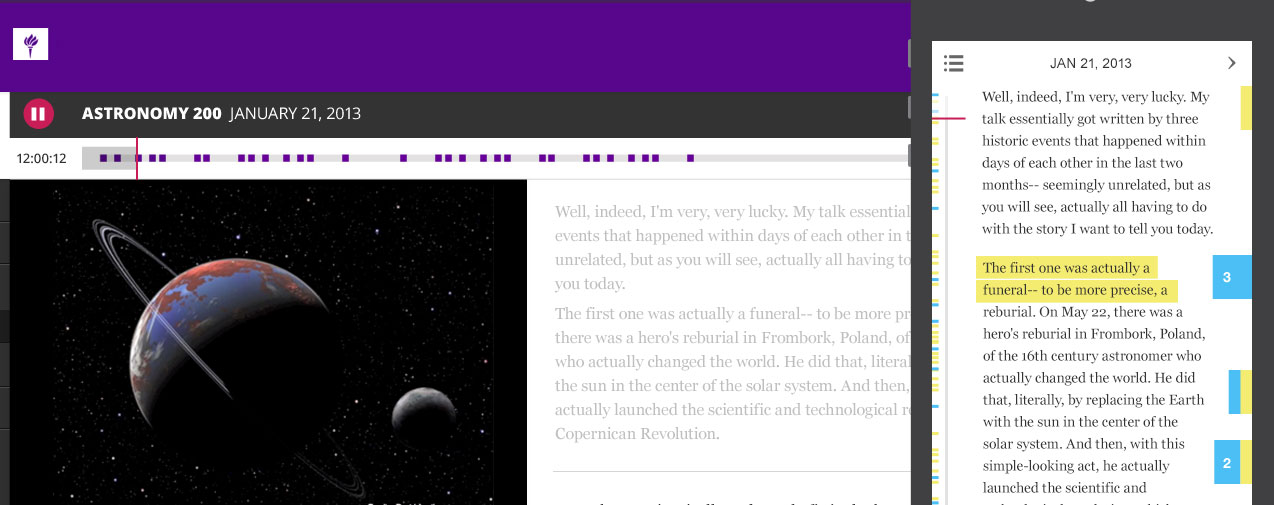 ASTRONOMY 200 JANUARY 21, 2013
12:00:12
Well, indeed, I'm very, very lucky. My talk essential
events that happened within days of each other in t
unrelated, but as you will see, actually all having to
you today.
The first one was actually a funeral-- to be more pr
there was a hero's reburial in Frombork, Poland, of
who actually changed the world. He did that, literal
the sun in the center of the solar system. And then,
actually launched the scientific and technological r
Copernican Revolution.
JAN 21, 2013
Well, indeed, I'm very, very lucky. My
talk essentially got written by three
historic events that happened within
days of each other in the last two
months-- seemingly unrelated, but as
you will see, actually all having to do
with the story I want to tell you today.
The first one was actually a
funeral-- to be more precise, a
reburial. On May 22, there was a
hero's reburial in Frombork, Poland,
of the 16th century astronomer who
actually changed the world. He did
that, literally, by replacing the Earth
with the sun in the center of the
solar system. And then, with this
simple-looking act, he actually
launched the scientific and
3
2